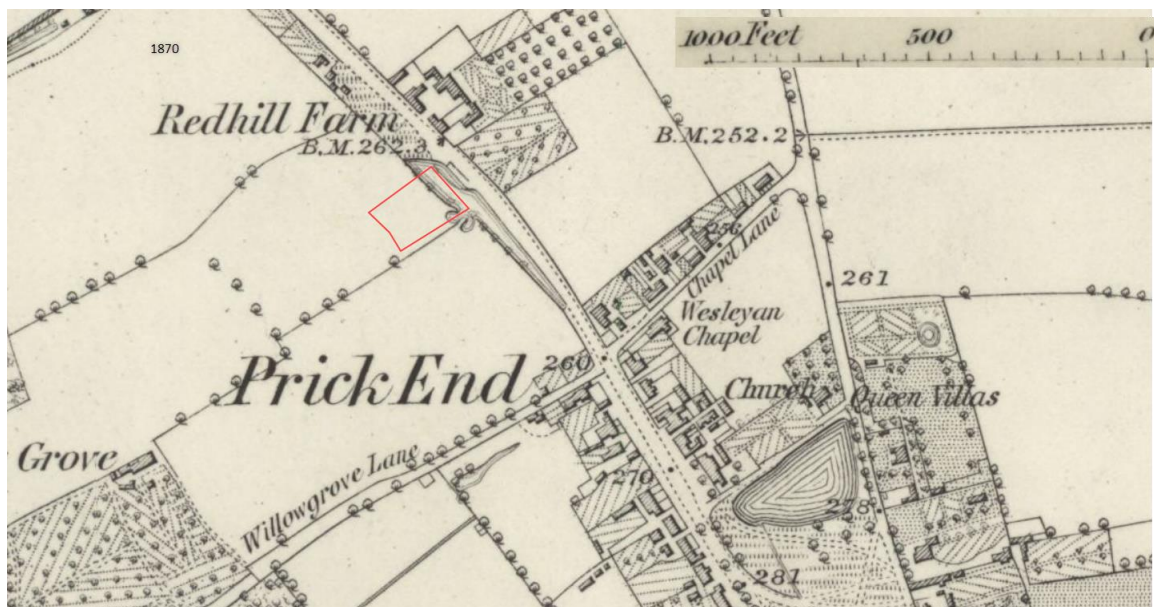 1870
1000 Feet 500 0
Redhill Farm
B.M.262.3
B.M.252.2
256
Chapel Lane
261
Wesleyan
Chapel
260
Prick End
Church
Queen Villas
Grove
Willowgrove Lane
270
278
281